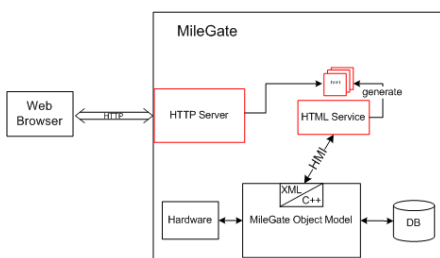 MileGate
Web
Browser
HTTP
HTTP Server
generate
HTML Service
HMI
XML
C++
Hardware
MileGate Object Model
DB